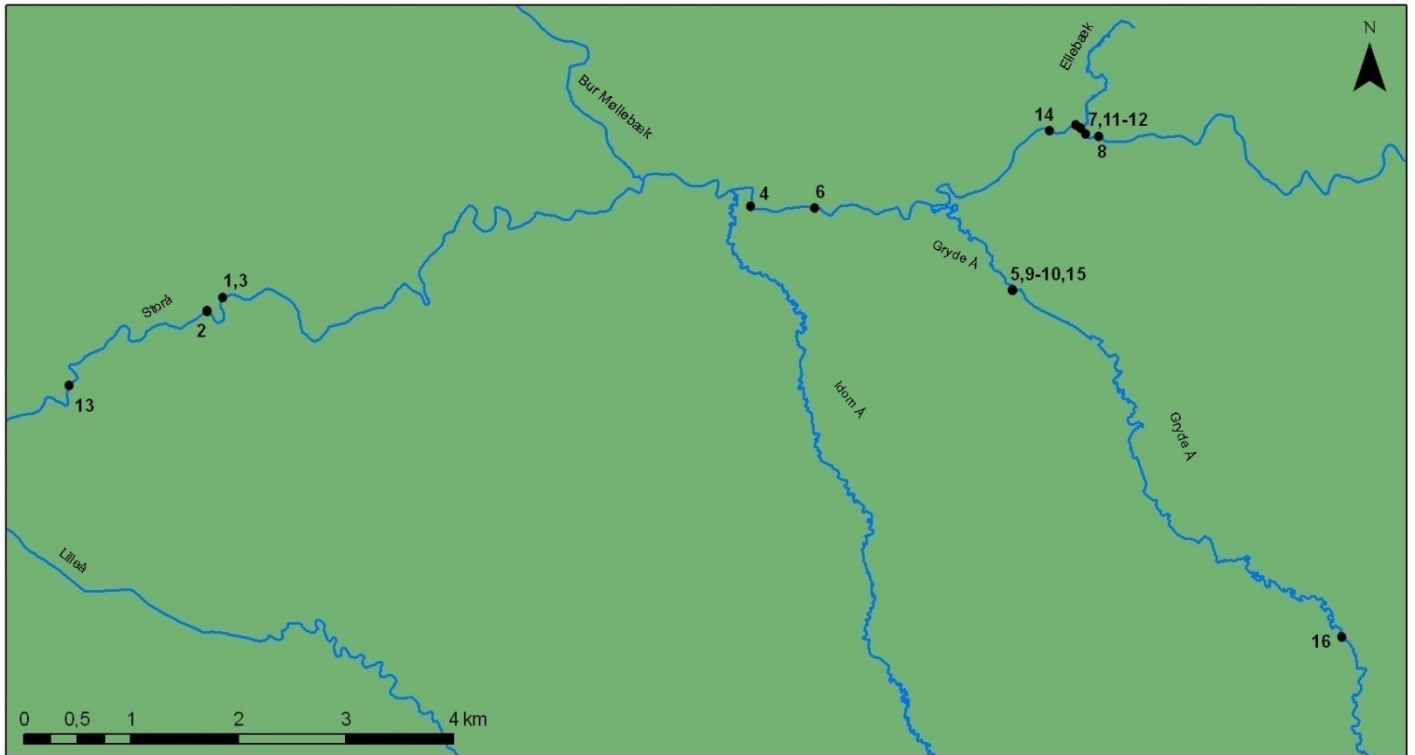 N
Ellebæk
Bur Møllebæk
14
7,11-12
8
4
6
Gryde Å
5,9-10,15
1,3
Storå
2
13
Idom Å
Gryde Å
Lilleå
16
0 0,5 1 2 3 4 km